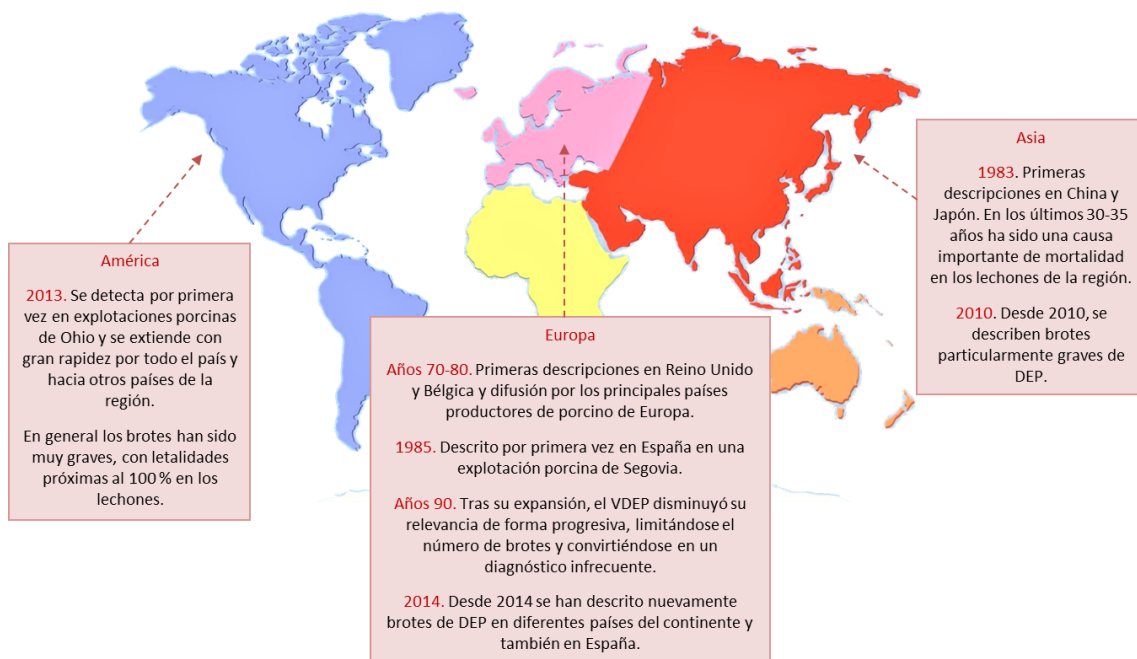 América
2013. Se detecta por primera
vez en explotaciones porcinas
de Ohio y se extiende con
gran rapidez por todo el país y
hacia otros países de la
región.
En general los brotes han sido
muy graves, con letalidades
próximas al 100 % en los
lechones.
Europa
Años 70-80. Primeras descripciones en Reino Unido
y Bélgica y difusión por los principales países
productores de porcino de Europa.
1985. Descrito por primera vez en España en una
explotación porcina de Segovia.
Años 90. Tras su expansión, el VDEP disminuyó su
relevancia de forma progresiva, limitándose el
número de brotes y convirtiéndose en un
diagnóstico infrecuente.
2014. Desde 2014 se han descrito nuevamente
brotes de DEP en diferentes países del continente y
también en España.
Asia
1983. Primeras
descripciones en China y
Japón. En los últimos 30-35
años ha sido una causa
importante de mortalidad
en los lechones de la región.
2010. Desde 2010, se
describen brotes
particularmente graves de
DEP.